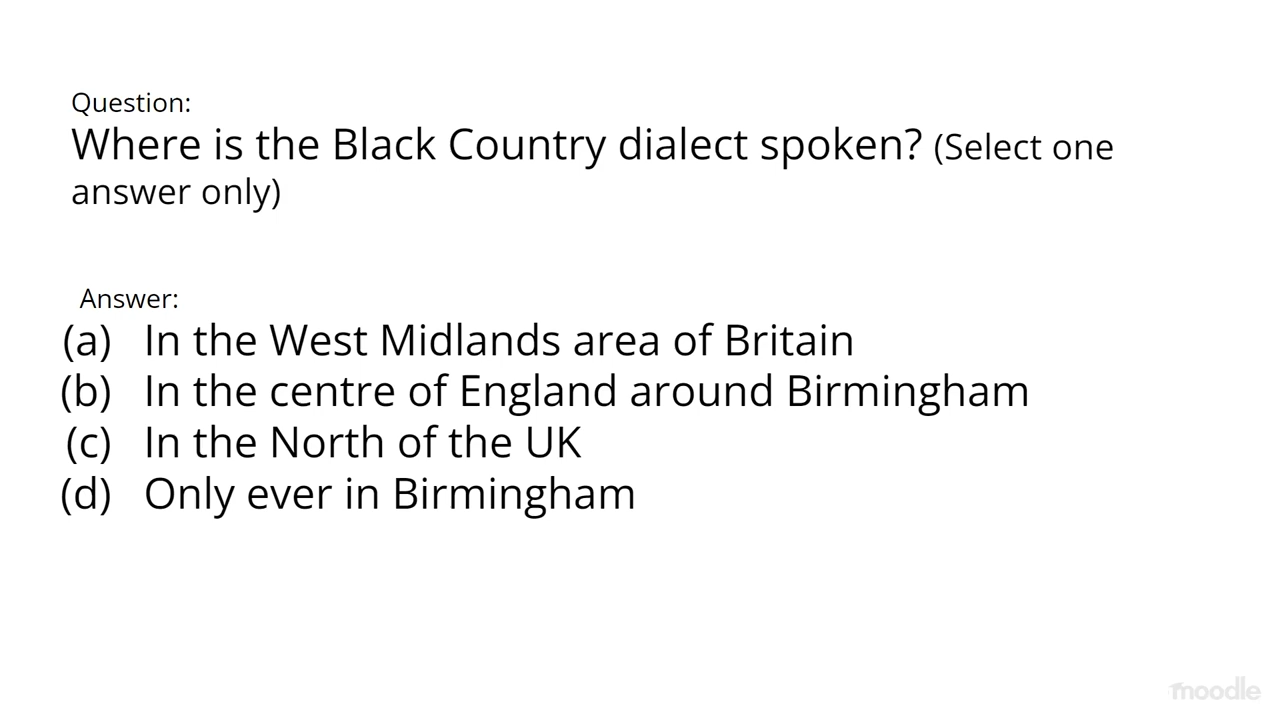 Question:
Where is the Black Country dialect spoken? (Select one
answer only)
Answer:
(a) In the West Midlands area of Britain
(b) In the centre of England around Birmingham
(c) In the North of the UK
(d) Only ever in Birmingham
moodle